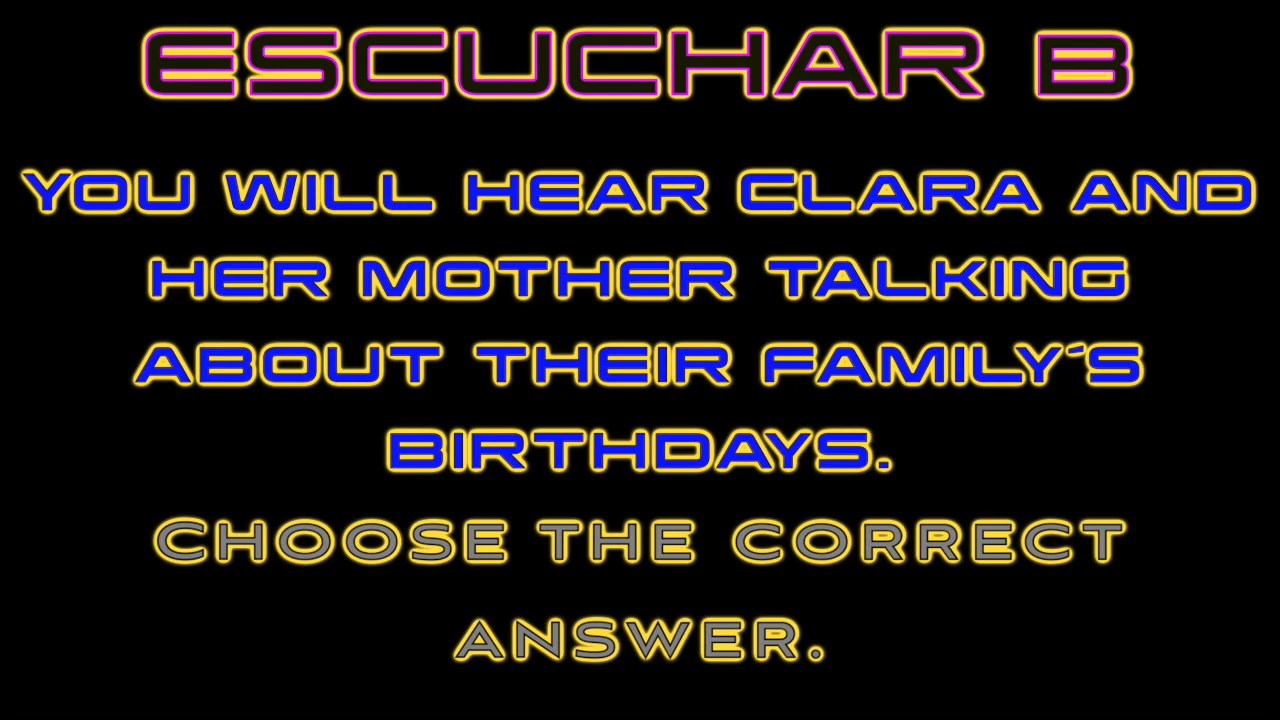 ESCUCHAR B
YOU WILL HEAR CLARA AND
HER MOTHER TALKING
ABOUT THEIR FAMILY´S
BIRTHDAYS.
CHOOSE THE CORRECT
ANSWER.